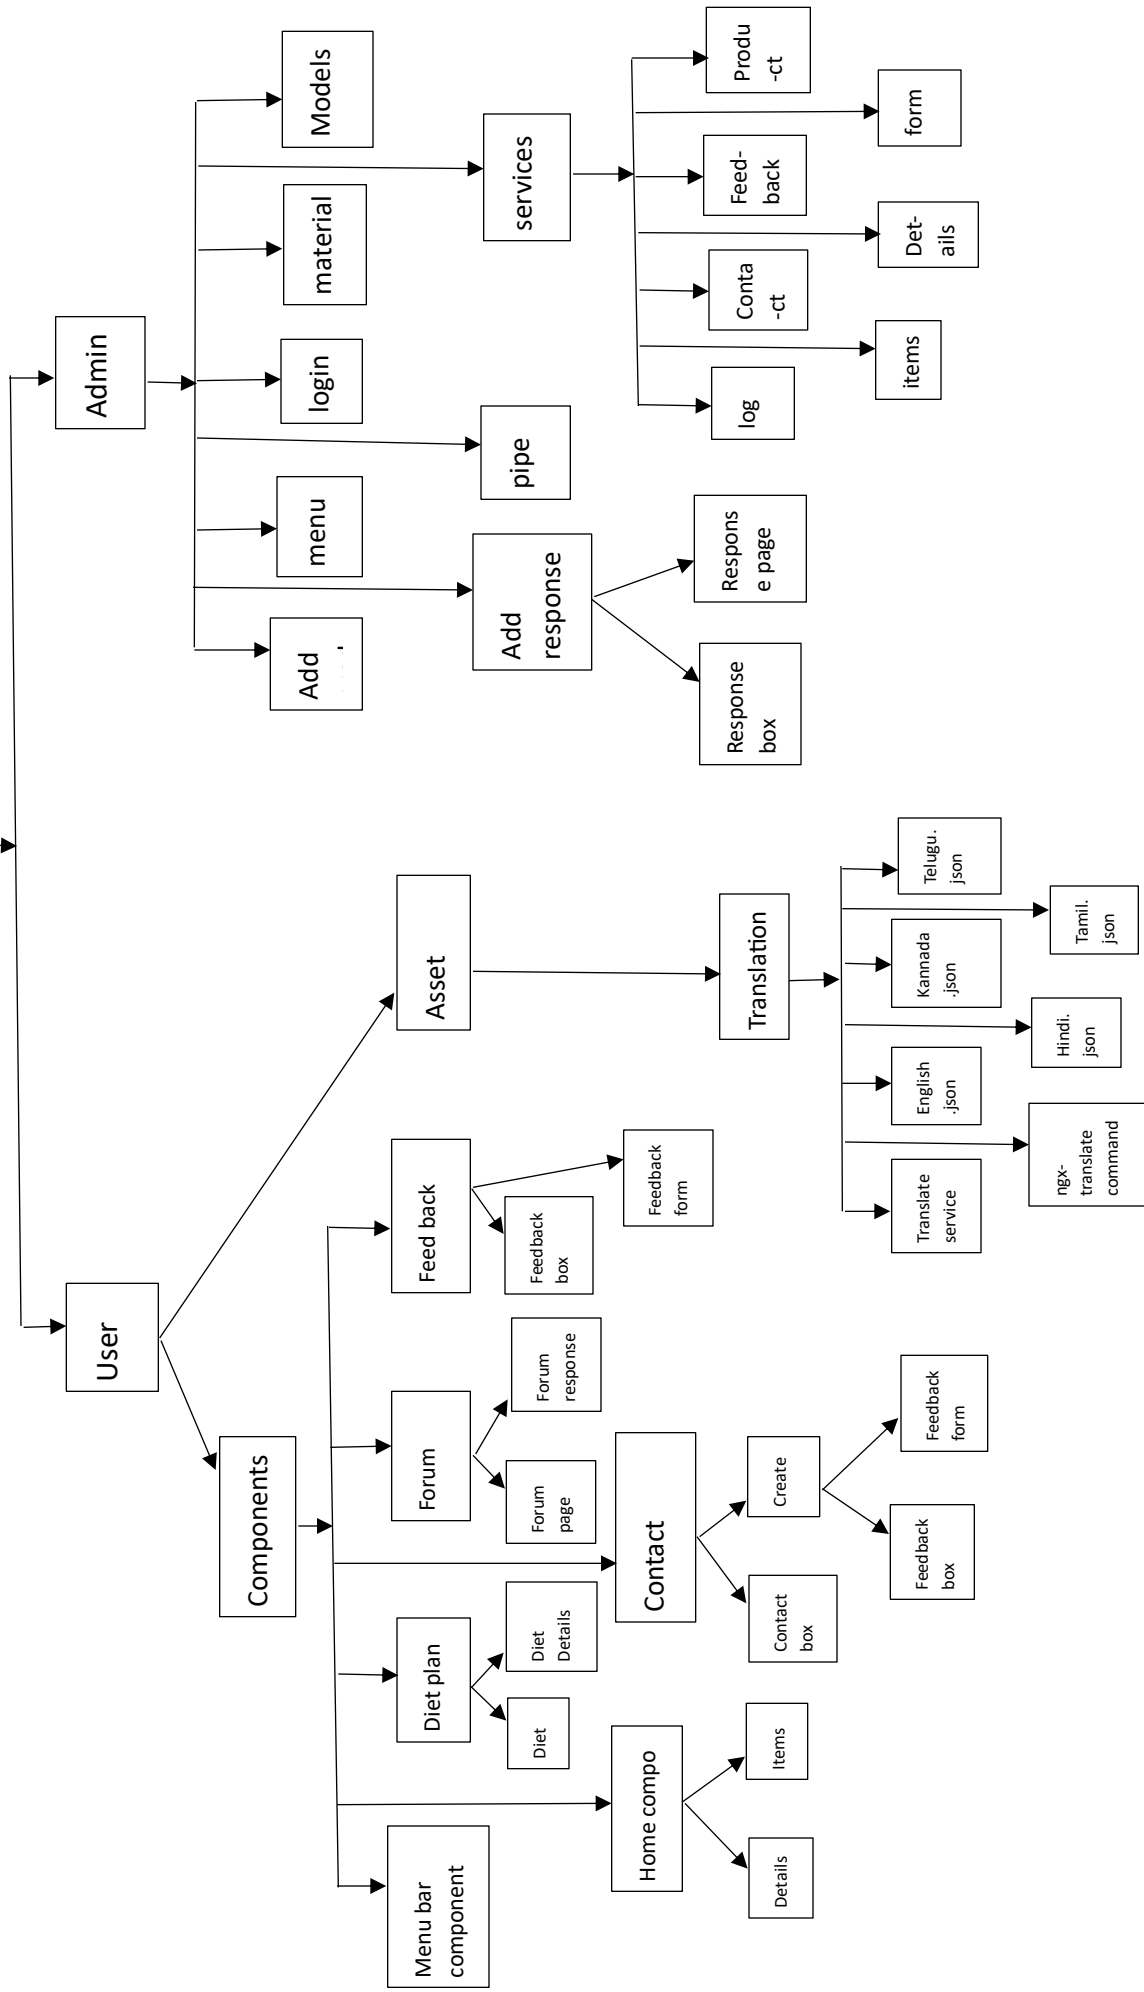 User
Admin
Components
Asset
Menu bar
component
Diet plan
Forum
Feed back
Add
menu
login
material
Models
Home compo
Contact
Diet
Diet
Details
Forum
page
Forum
response
Feedback
box
Feedback
form
Details
Items
Contact
box
Create
Feedback
box
Feedback
form
Translation
Translate
service
English
.json
Kannada
.json
Telugu.
json
ngx-
translate
command
Hindi.
json
Tamil.
json
Add
response
pipe
services
Response
box
Respons
e page
log
Conta
-ct
Feed-
back
Produ
-ct
items
Det-
ails
form